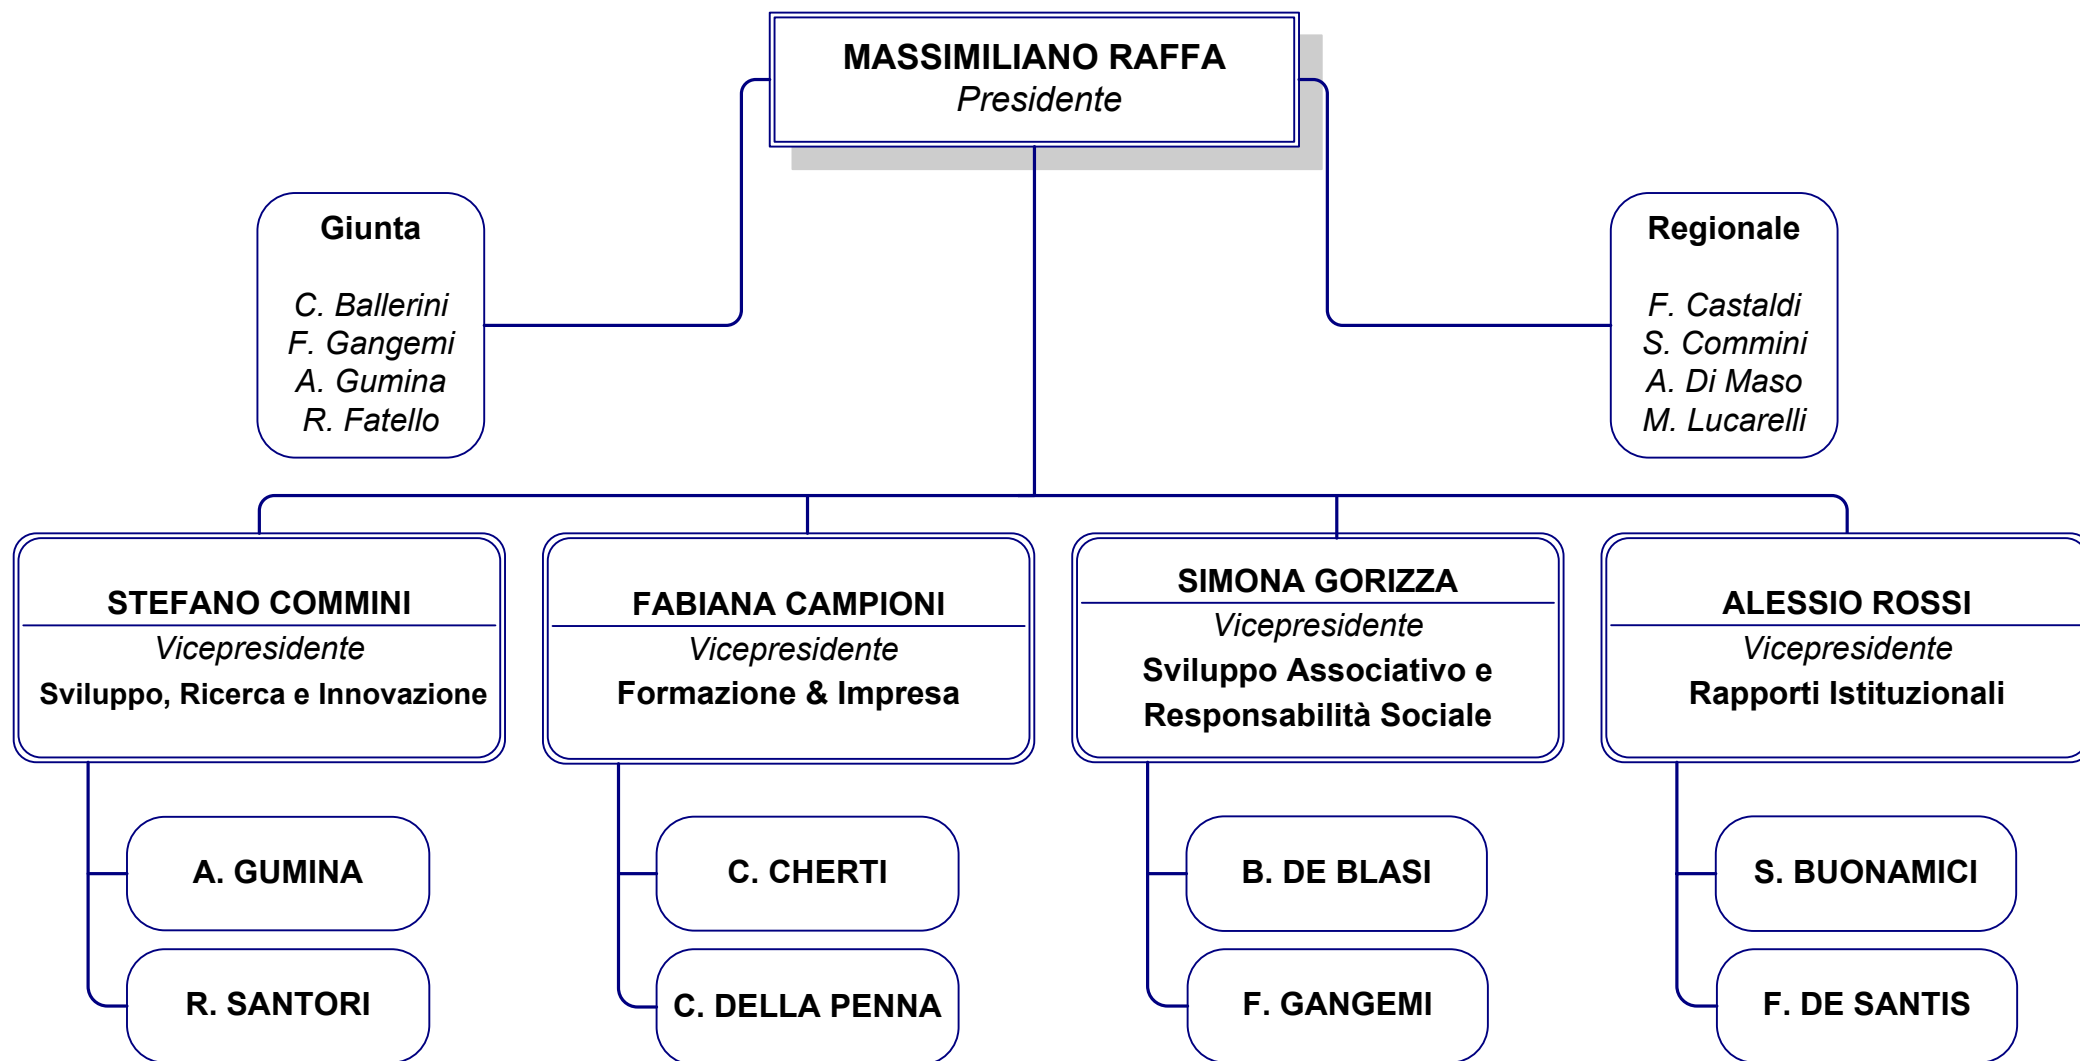 MASSIMILIANO RAFFA
Presidente
Giunta
C. Ballerini
F. Gangemi
A. Gumina
R. Fatello
Regionale
F. Castaldi
S. Commini
A. Di Maso
M. Lucarelli
STEFANO COMMINI
Vicepresidente
Sviluppo, Ricerca e Innovazione
FABIANA CAMPIONI
Vicepresidente
Formazione & Impresa
SIMONA GORIZZA
Vicepresidente
Sviluppo Associativo e
Responsabilità Sociale
ALESSIO ROSSI
Vicepresidente
Rapporti Istituzionali
A. GUMINA
R. SANTORI
C. CHERTI
C. DELLA PENNA
B. DE BLASI
F. GANGEMI
S. BUONAMICI
F. DE SANTIS